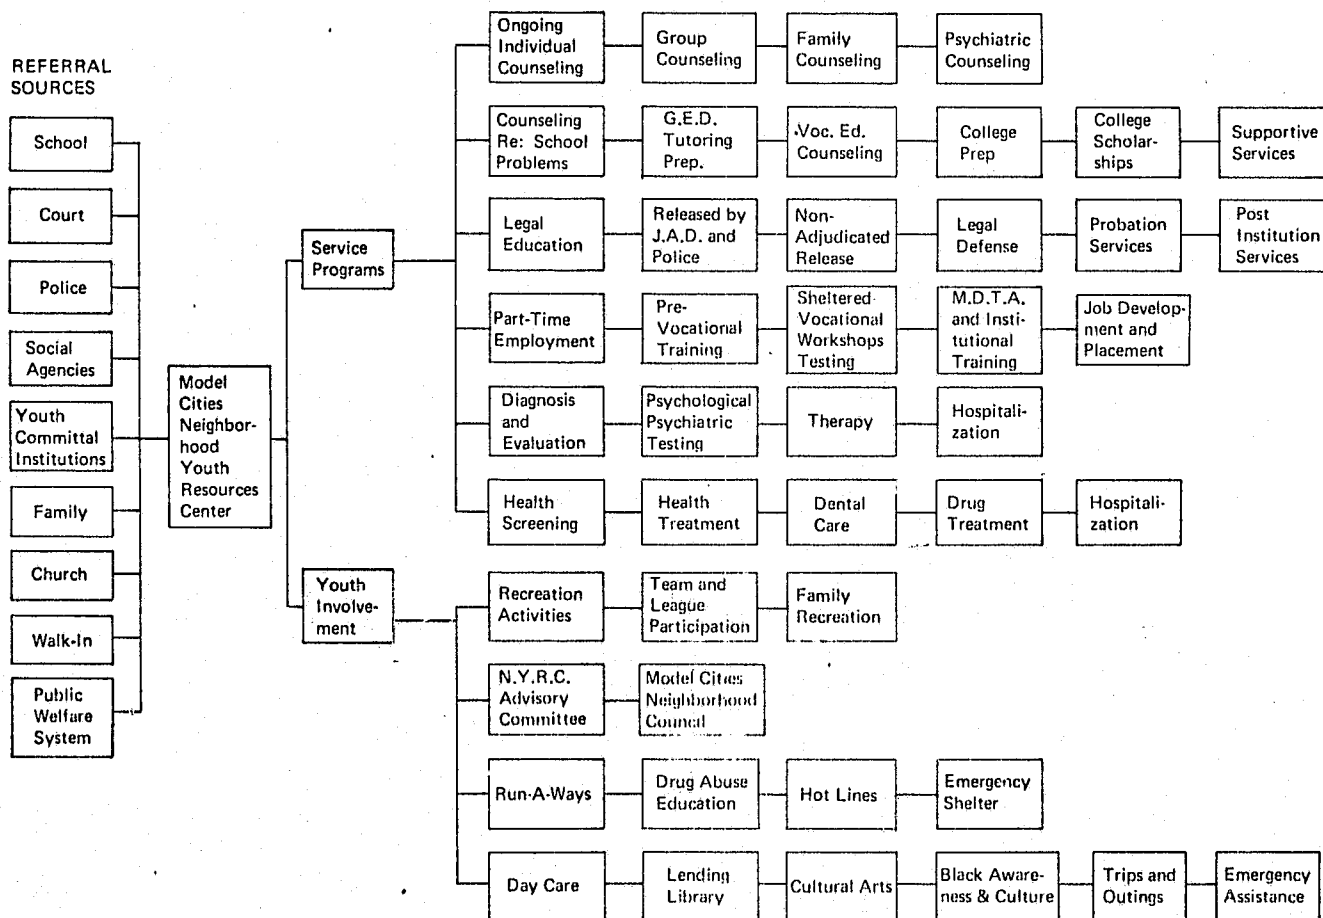 REFERRAL
SOURCES
School
Court
Police
Social
Agencies
Youth
Committal
Institutions
Family
Church
Walk-In
Public
Welfare
System
Model
Cities
Neighbor-
hood
Youth
Resources
Center
Service
Programs
Youth
Involve-
ment
Ongoing
Individual
Counseling
Group
Counseling
Family
Counseling
Psychiatric
Counseling
Counseling
Re: School
Problems
G.E.D.
Tutoring
Prep.
Voc. Ed.
Counseling
College
Prep
College
Scholar-
ships
Supportive
Services
Legal
Education
Released by
J.A.D. and
Police
Non-
Adjudicated
Release
Legal
Defense
Probation
Services
Post
Institution
Services
Part-Time
Employment
Pre-
Vocational
Training
Sheltered
Vocational
Workshops
Testing
M.D.T.A.
and Insti-
tutional
Training
Job Develop-
ment and
Placement
Diagnosis
and
Evaluation
Psychological
Psychiatric
Testing
Therapy
Hospitali-
zation
Health
Screening
Health
Treatment
Dental
Care
Drug
Treatment
Hospitali-
zation
Recreation
Activities
Team and
League
Participation
Family
Recreation
N.Y.R.C.
Advisory
Committee
Model Cities
Neighborhood
Council
Run-A-Ways
Drug Abuse
Education
Hot Lines
Emergency
Shelter
Day Care
Lending
Library
Cultural Arts
Black Aware-
ness & Culture
Trips and
Outings
Emergency
Assistance